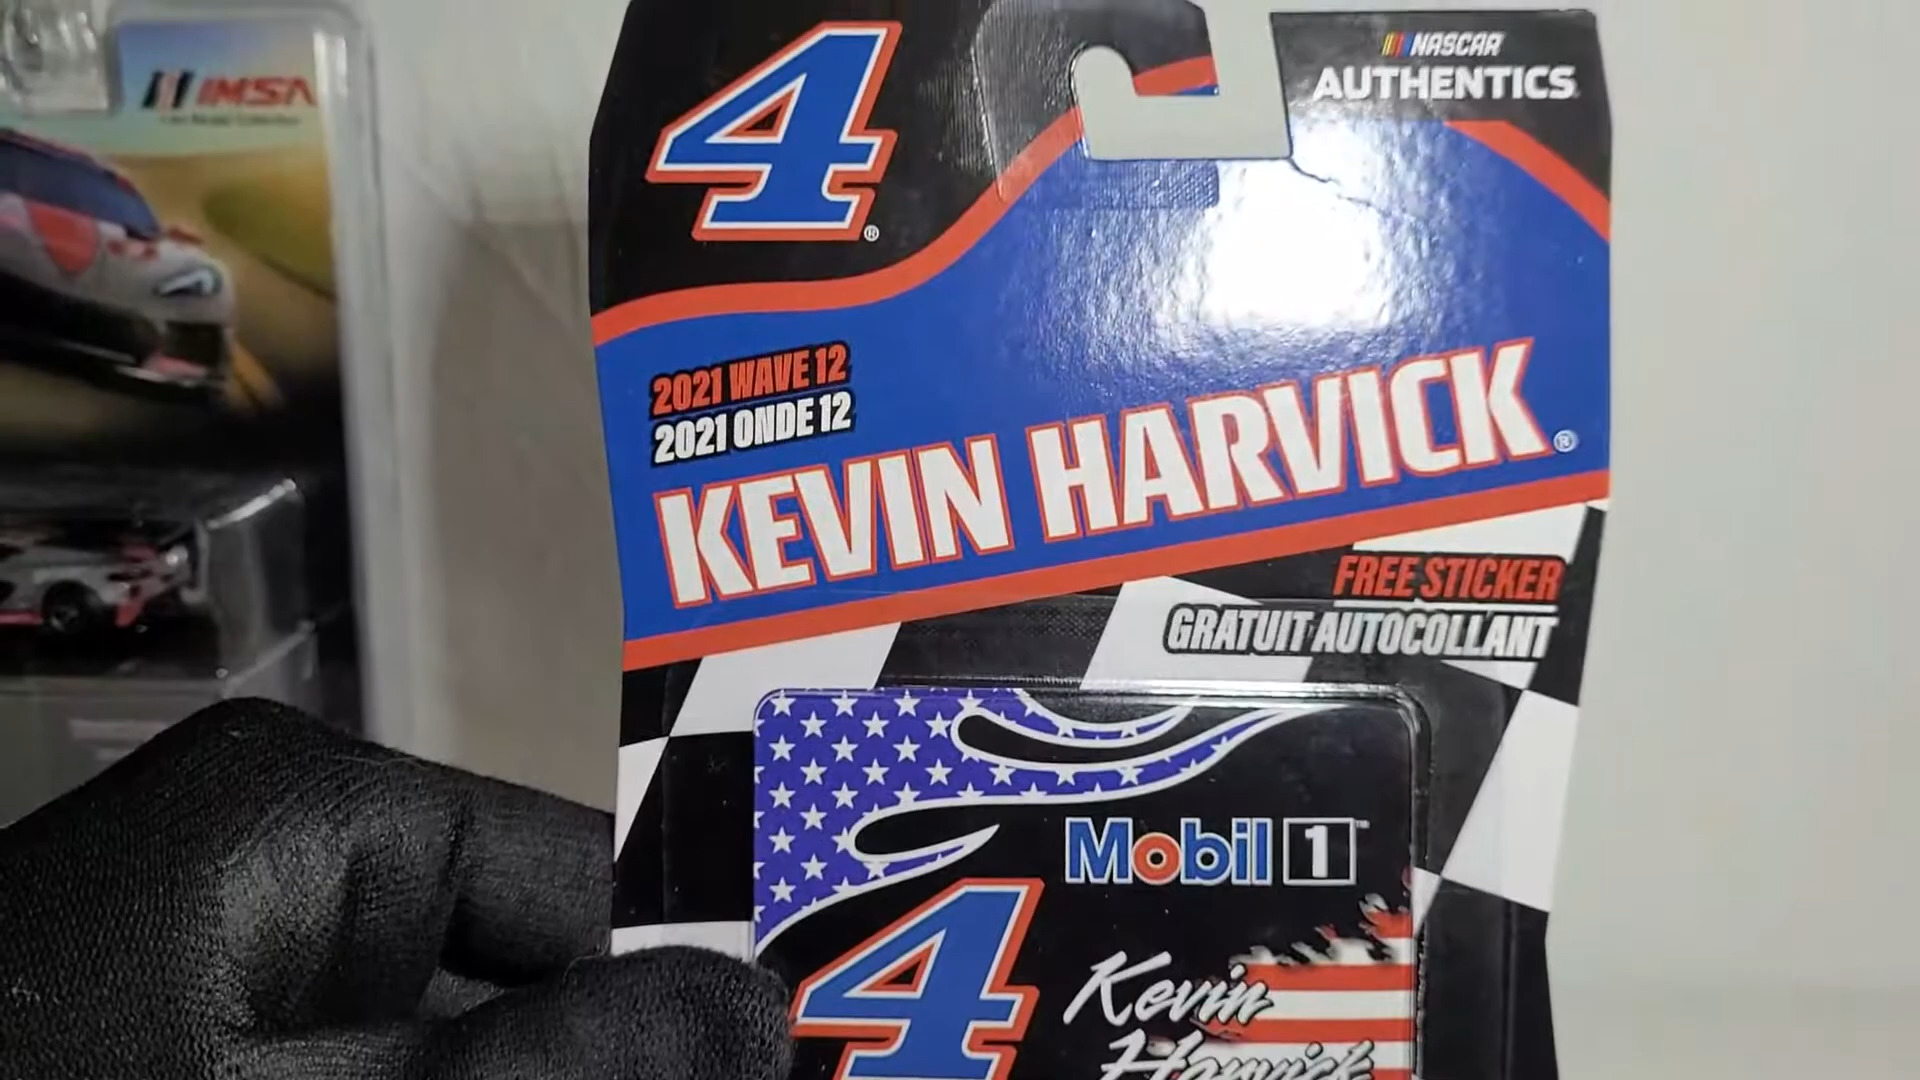 IMSA
4
®
NASCAR
AUTHENTICS
2021 WAVE 12
2021 ONDE 12
KEVIN HARVICK®
FREE STICKER
GRATUIT AUTOCOLLANT
Mobil 1™
4
Kevin
Harvick